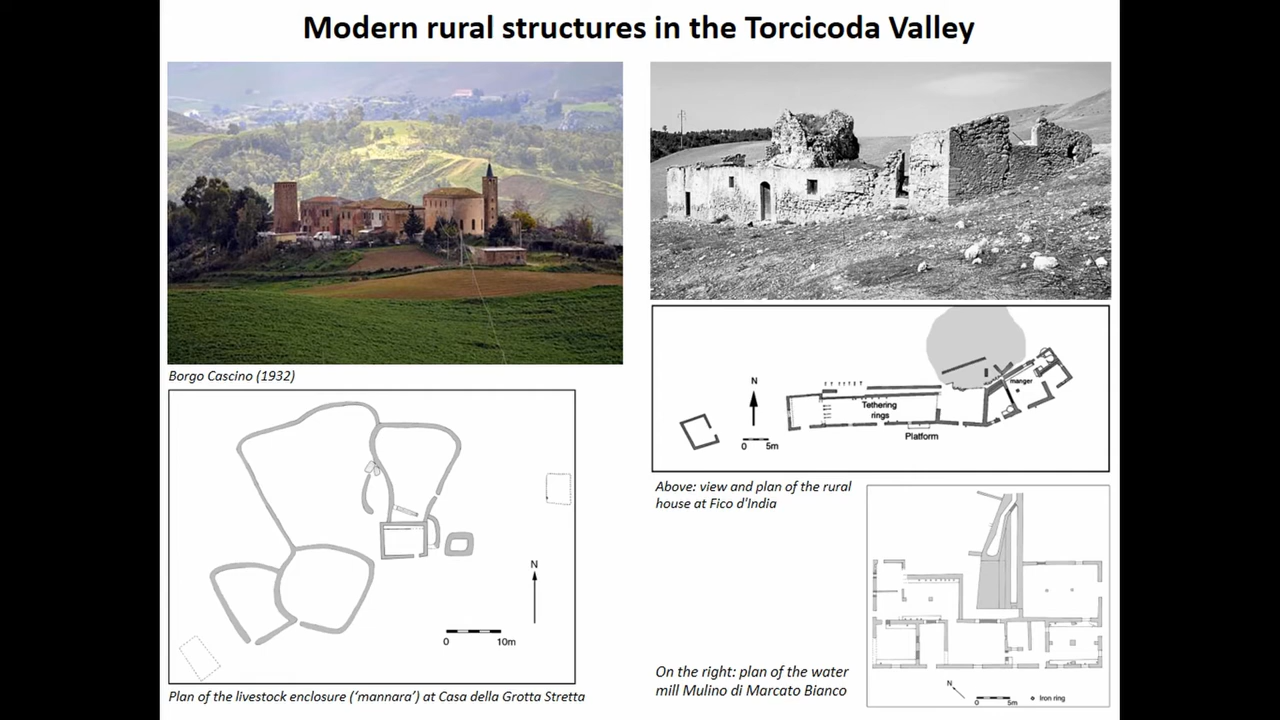 Modern rural structures in the Torcicoda Valley
Borgo Cascino (1932)
N
0 10m
Plan of the livestock enclosure (‘mannara’) at Casa della Grotta Stretta
N
0 5m
Tethering
rings
manger
Platform
Above: view and plan of the rural
house at Fico d'India
On the right: plan of the water
mill Mulino di Marcato Bianco
N
0 5m
Iron ring